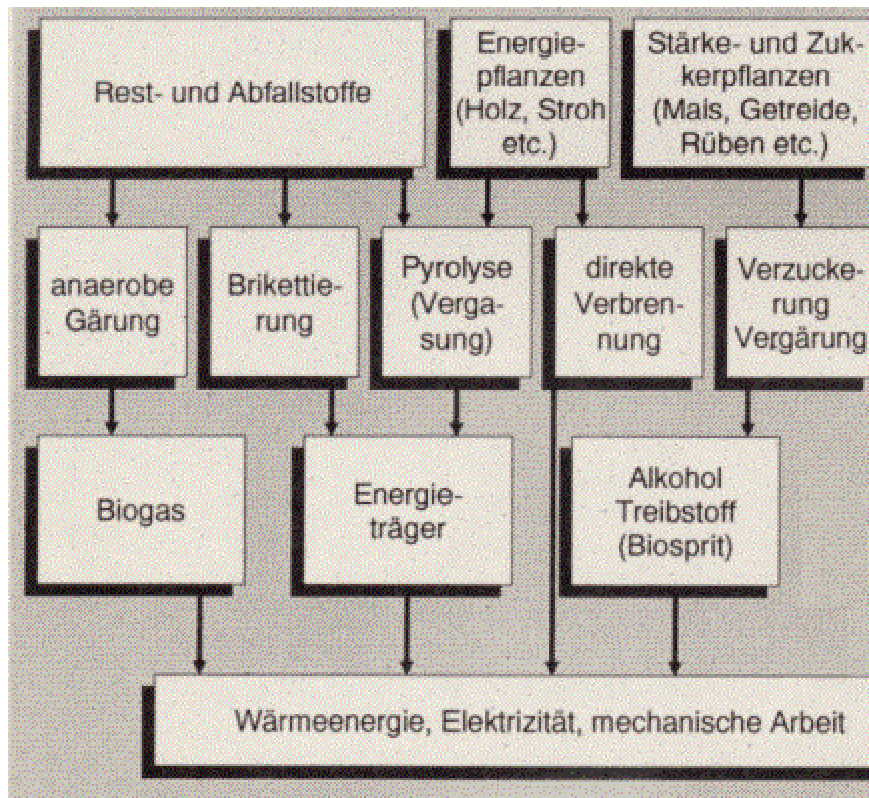 Rest- und Abfallstoffe
Energie-
pflanzen
(Holz, Stroh
etc.)
Stärke- und Zuk-
kerpflanzen
(Mais, Getreide,
Rüben etc.)
anaerobe
Gärung
Brikettie-
rung
Pyrolyse
(Verga-
sung)
direkte
Verbren-
nung
Verzucke-
rung
Vergärung
Biogas
Energie-
träger
Alkohol
Treibstoff
(Biosprit)
Wärmeenergie, Elektrizität, mechanische Arbeit